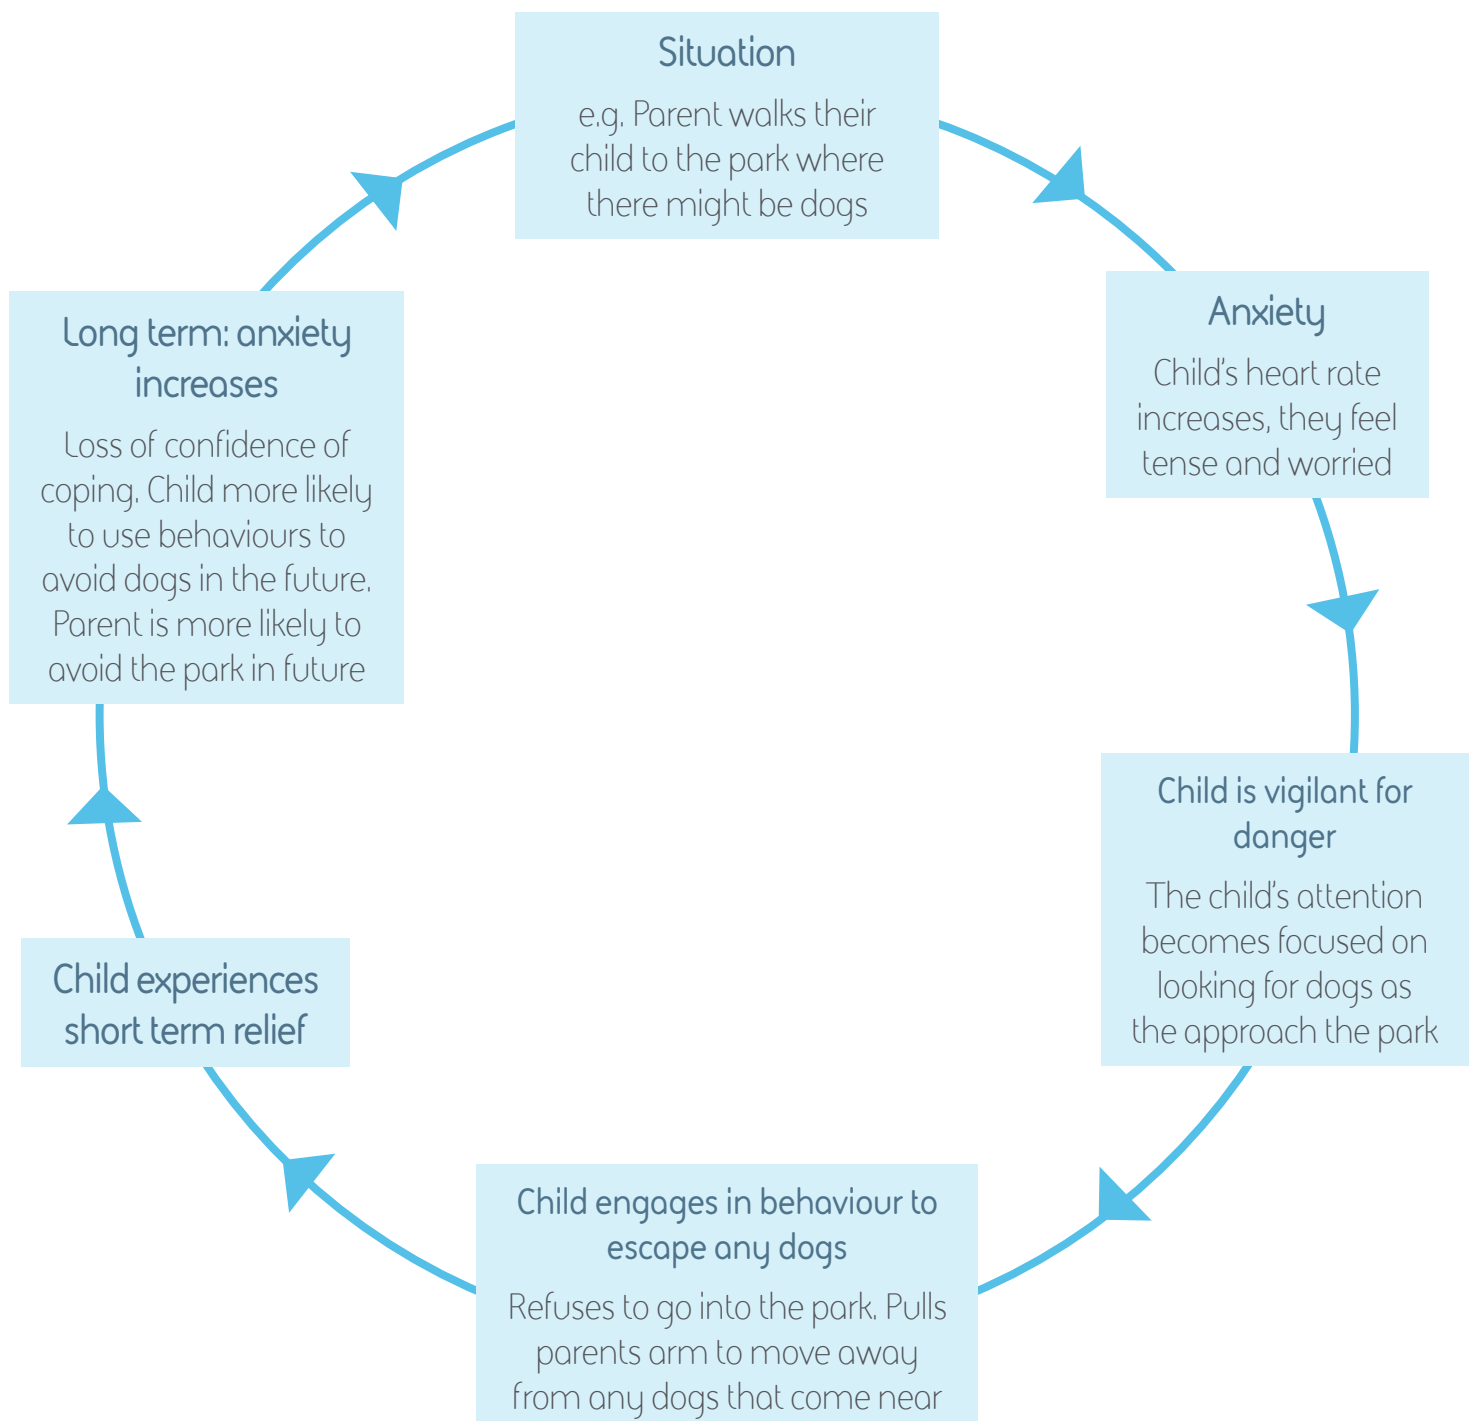 Situation
e.g. Parent walks their
child to the park where
there might be dogs
Anxiety
Child's heart rate
increases, they feel
tense and worried
Child is vigilant for
danger
The child's attention
becomes focused on
looking for dogs as
the approach the park
Child engages in behaviour to
escape any dogs
Refuses to go into the park. Pulls
parents arm to move away
from any dogs that come near
Child experiences
short term relief
Long term: anxiety
increases
Loss of confidence of
coping. Child more likely
to use behaviours to
avoid dogs in the future.
Parent is more likely to
avoid the park in future